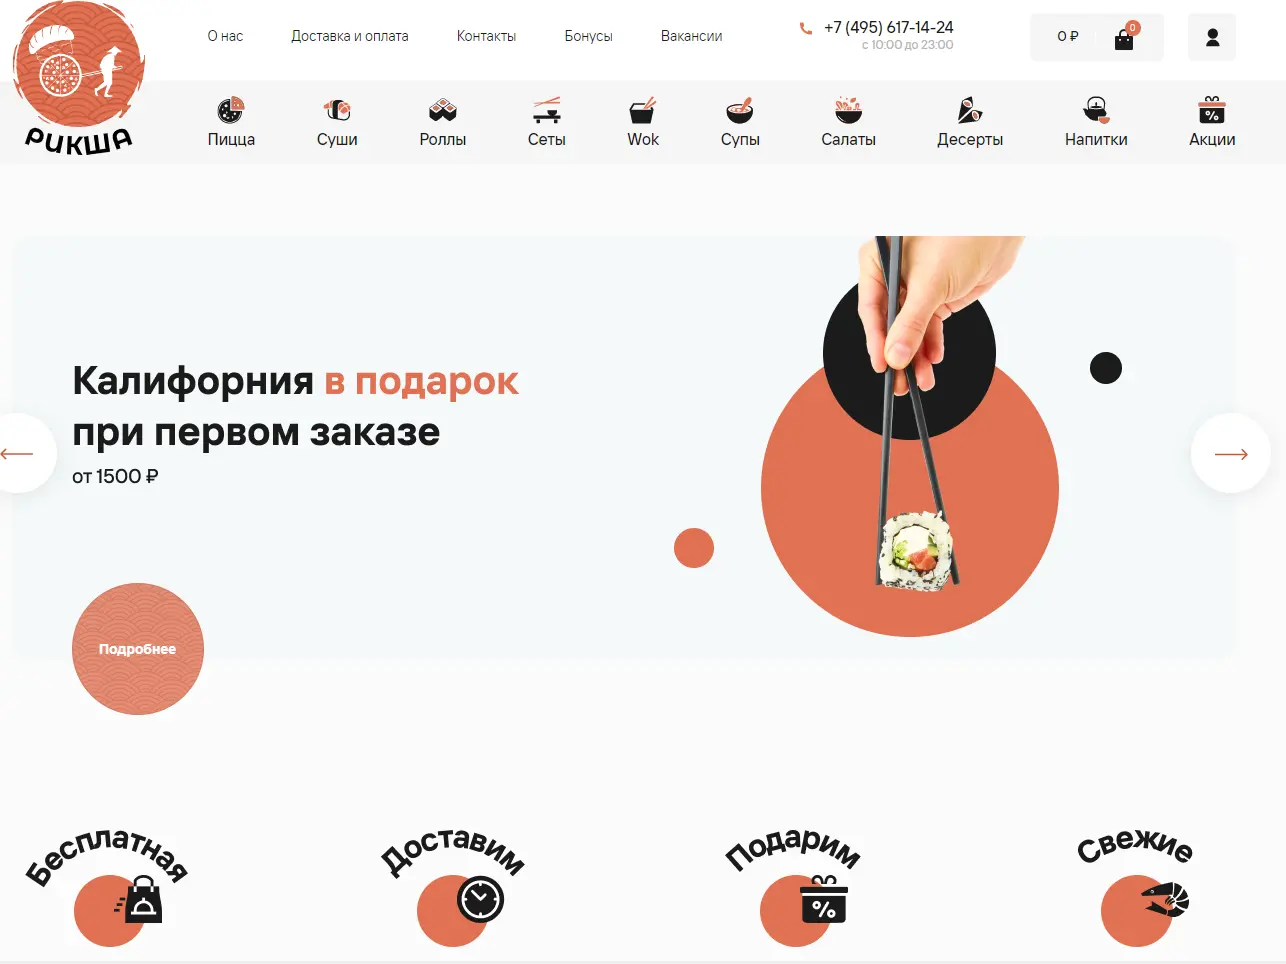 РИКША
О нас
Доставка и оплата
Контакты
Бонусы
Вакансии
+7 (495) 617-14-24
с 10:00 до 23:00
0 ₽
0
Пицца
Суши
Роллы
Сеты
Wok
Супы
Салаты
Десерты
Напитки
Акции
%
Калифорния в подарок
при первом заказе
от 1500 ₽
Подробнее
Бесплатная
Доставим
Подарим
%
Свежие